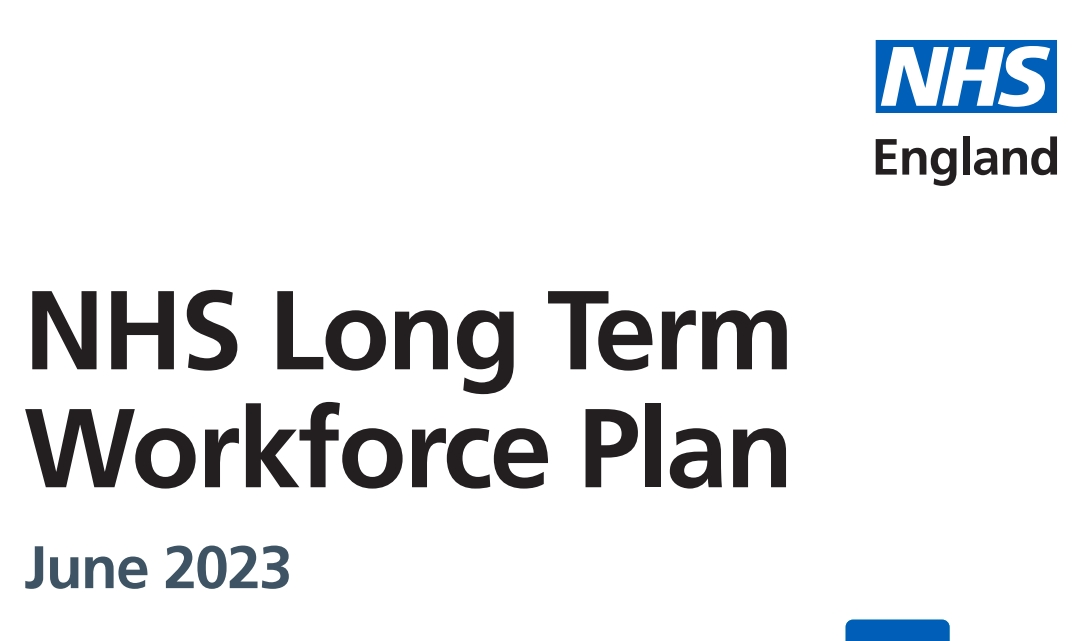 NHS
England
NHS Long Term
Workforce Plan
June 2023